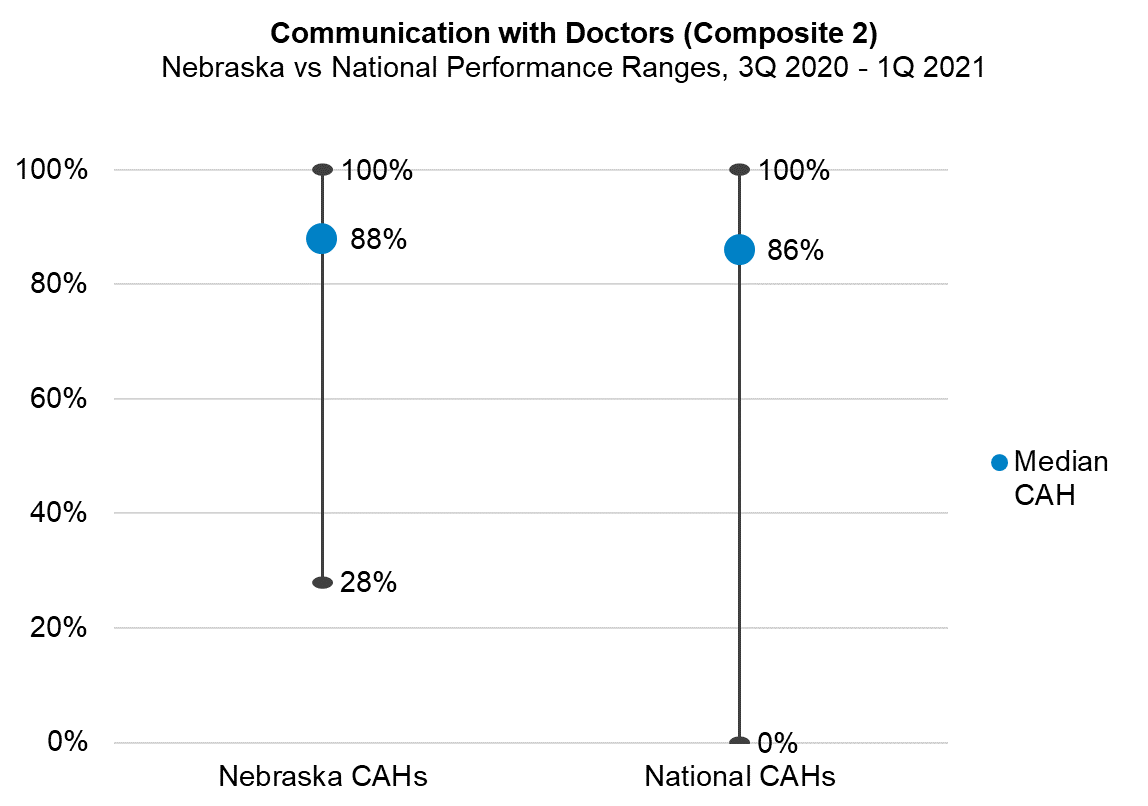 Communication with Doctors (Composite 2)
Nebraska vs National Performance Ranges, 3Q 2020 - 1Q 2021
100%
80%
60%
40%
20%
0%
100%
88%
28%
100%
86%
0%
Nebraska CAHs
National CAHs
Median
CAH